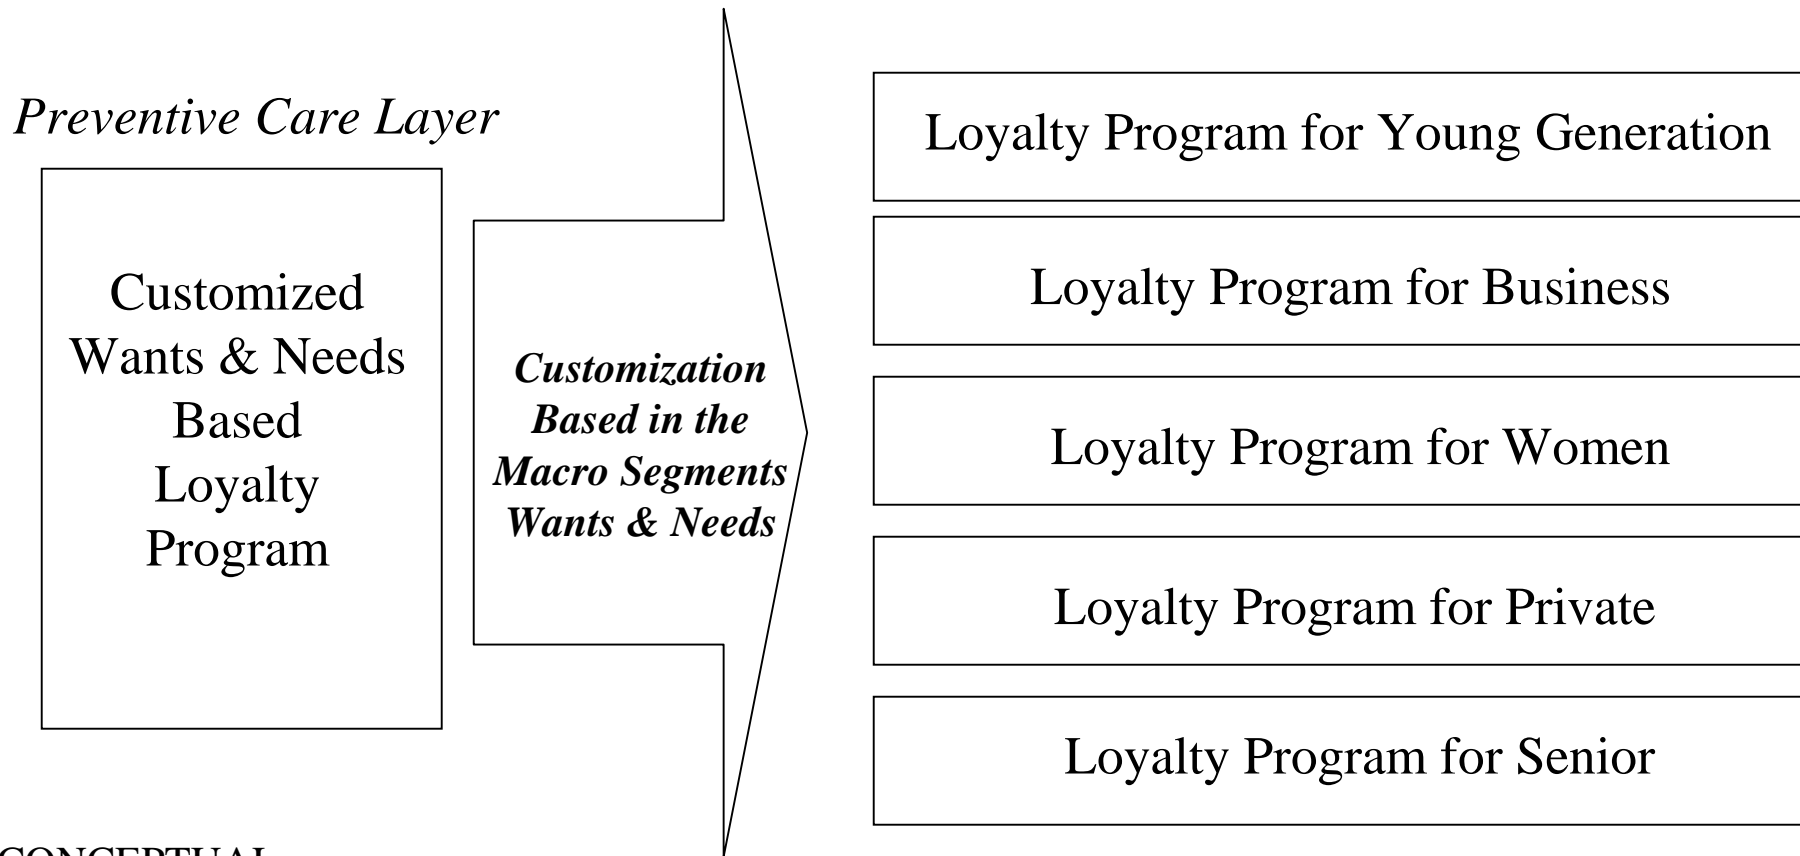 Preventive Care Layer
Customized
Wants & Needs
Based
Loyalty
Program
Customization
Based in the
Macro Segments
Wants & Needs
Loyalty Program for Young Generation
Loyalty Program for Business
Loyalty Program for Women
Loyalty Program for Private
Loyalty Program for Senior
CONCEPTUAL